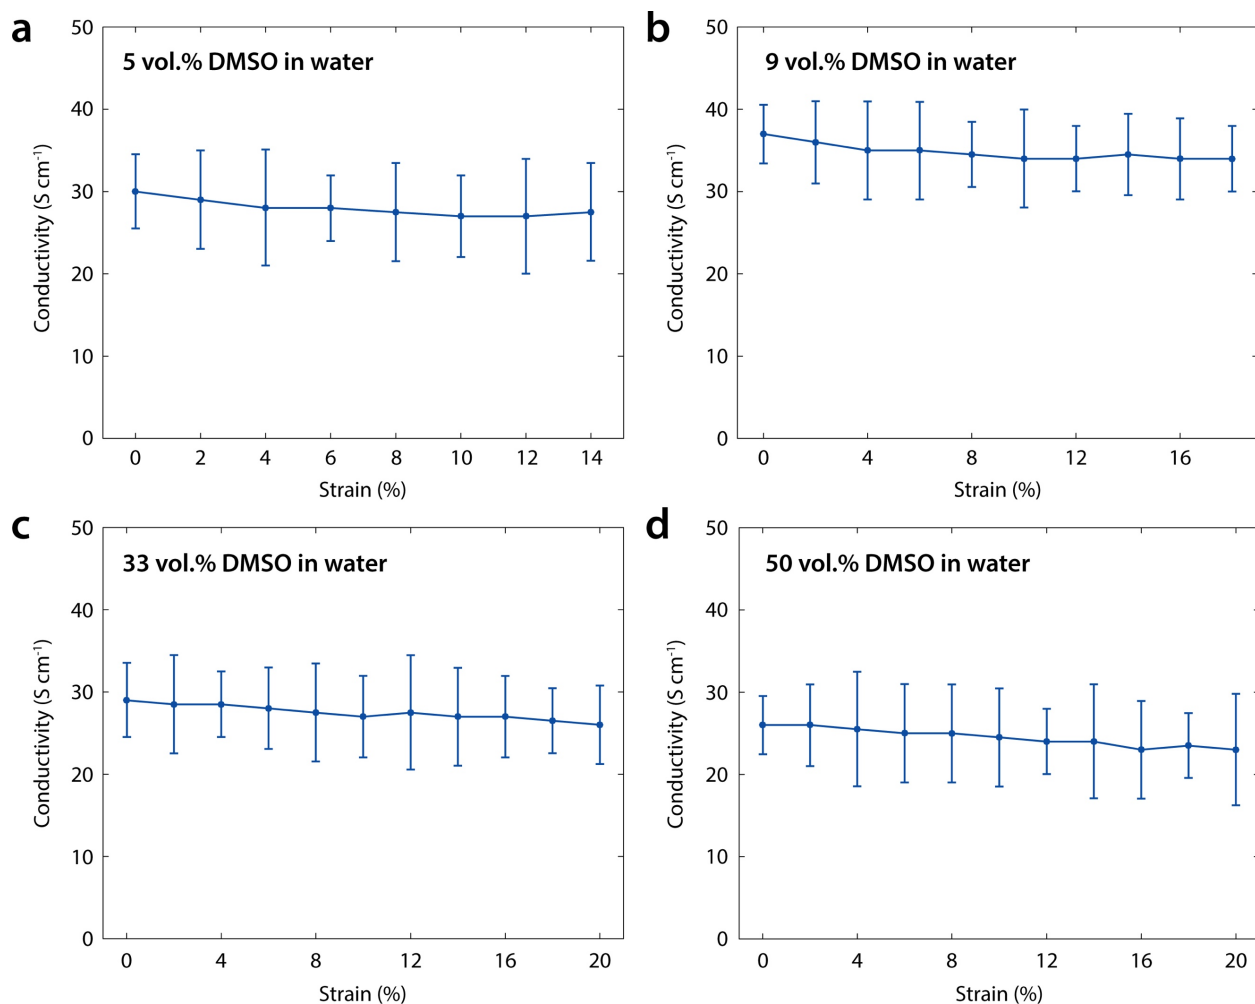 a
5 vol.% DMSO in water
50
40
30
20
10
0
Conductivity (S cm⁻¹)
0 2 4 6 8 10 12 14
Strain (%)
b
9 vol.% DMSO in water
50
40
30
20
10
0
Conductivity (S cm⁻¹)
0 4 8 12 16
Strain (%)
c
33 vol.% DMSO in water
50
40
30
20
10
0
Conductivity (S cm⁻¹)
0 4 8 12 16 20
Strain (%)
d
50 vol.% DMSO in water
50
40
30
20
10
0
Conductivity (S cm⁻¹)
0 4 8 12 16 20
Strain (%)